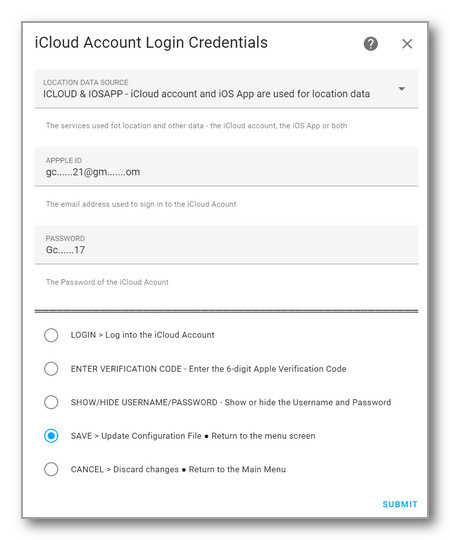 iCloud Account Login Credentials
LOCATION DATA SOURCE
ICLOUD & IOSAPP - iCloud account and iOS App are used for location data
The services used fot location and other data - the iCloud account, the iOS App or both
APPPLE ID
gc......21@gm.......om
The email address used to sign in to the iCloud Acount
PASSWORD
Gc......17
The Password of the iCloud Acount
LOGIN > Log into the iCloud Account
ENTER VERIFICATION CODE - Enter the 6-digit Apple Verification Code
SHOW/HIDE USERNAME/PASSWORD - Show or hide the Username and Password
SAVE > Update Configuration File ● Return to the menu screen
CANCEL > Discard changes ● Return to the Main Menu
SUBMIT